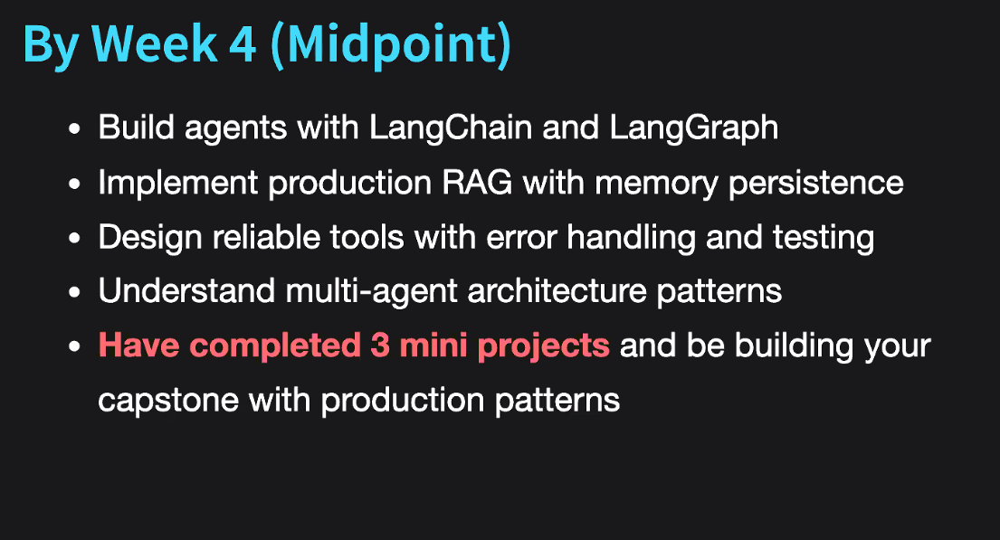 By Week 4 (Midpoint)
• Build agents with LangChain and LangGraph
• Implement production RAG with memory persistence
• Design reliable tools with error handling and testing
• Understand multi-agent architecture patterns
• Have completed 3 mini projects and be building your
capstone with production patterns